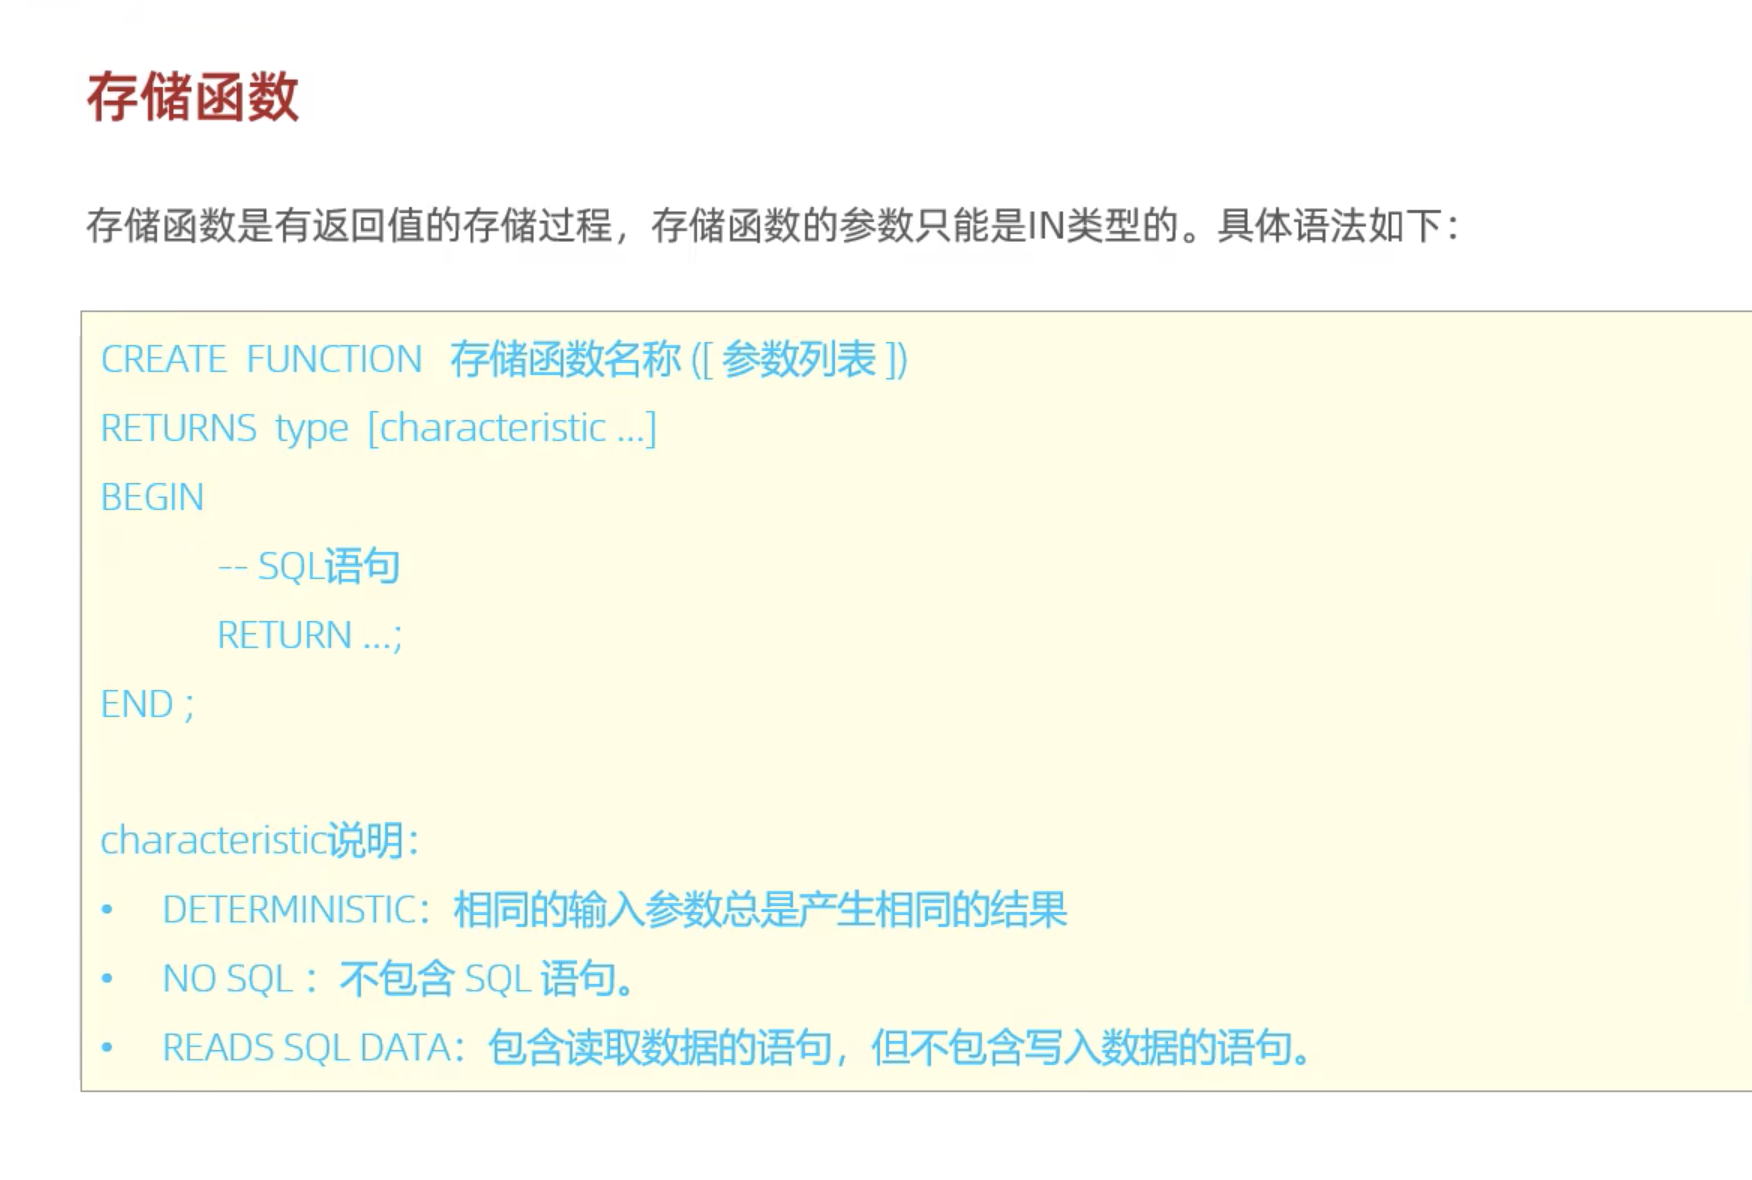 存储函数
存储函数是有返回值的存储过程，存储函数的参数只能是IN类型的。具体语法如下：
CREATE FUNCTION 存储函数名称 ([ 参数列表 ])
RETURNS type [characteristic ...]
BEGIN
-- SQL语句
RETURN ...;
END ;
characteristic说明：
• DETERMINISTIC：相同的输入参数总是产生相同的结果
• NO SQL ：不包含 SQL 语句。
• READS SQL DATA：包含读取数据的语句，但不包含写入数据的语句。